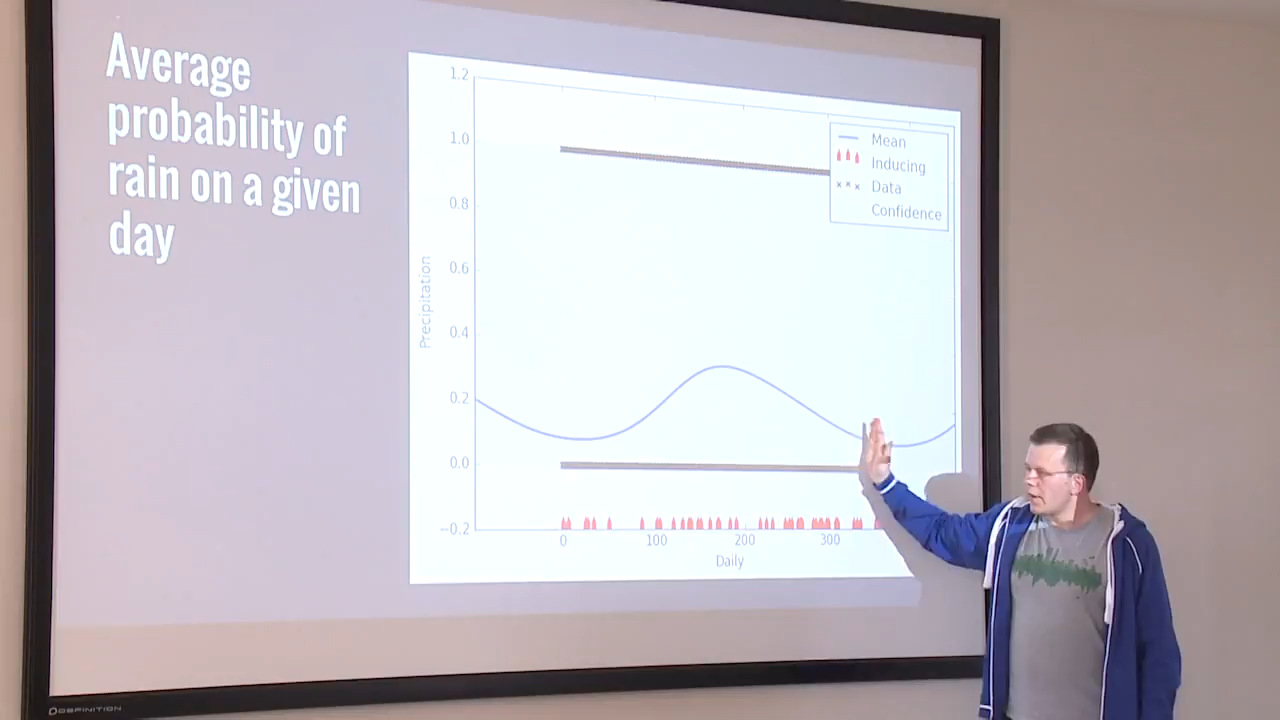 Average
probability of
rain on a given
day
1.2
1.0
0.8
0.6
0.4
0.2
0.0
−0.2
Precipitation
Mean
Inducing
Data
Confidence
0
100
200
300
Daily
DEFINITION